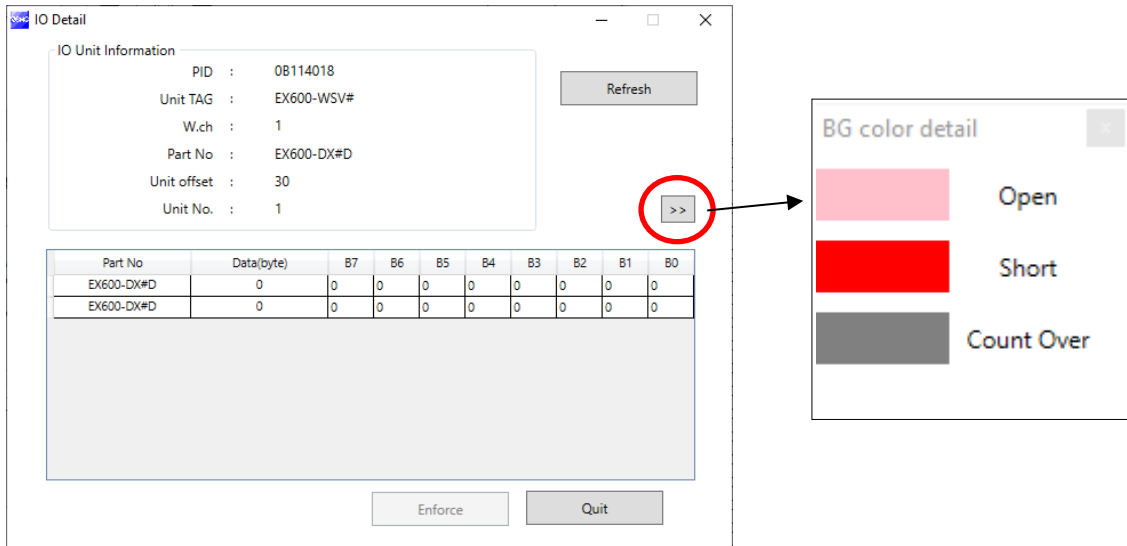 IO Detail
IO Unit Information
PID : 0B114018
Unit TAG : EX600-WSV#
W.ch : 1
Part No : EX600-DX#D
Unit offset : 30
Unit No. : 1
Refresh
>>
Part No Data(byte) B7 B6 B5 B4 B3 B2 B1 B0
EX600-DX#D 0 0 0 0 0 0 0 0 0
EX600-DX#D 0 0 0 0 0 0 0 0 0
Enforce
Quit
BG color detail x
Open
Short
Count Over